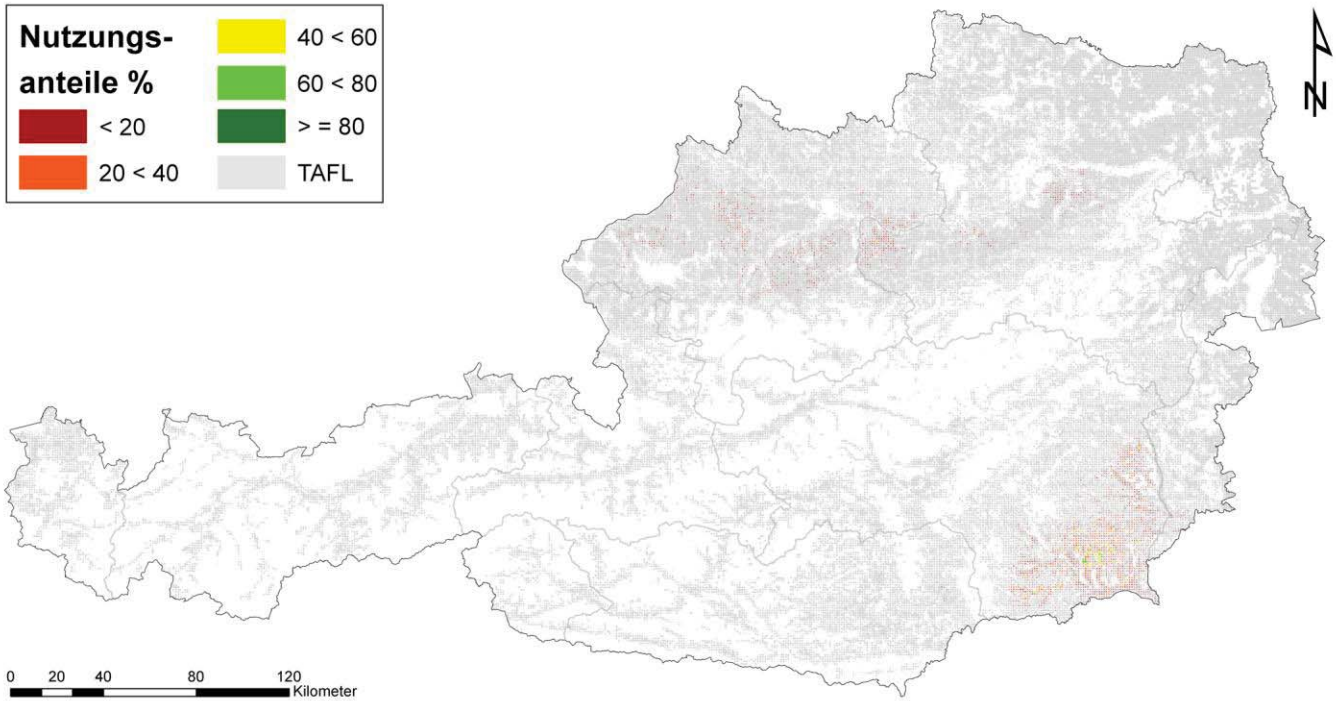 Nutzungs-
anteile %
< 20
20 < 40
40 < 60
60 < 80
> = 80
TAFL
N
0 20 40 80 120
Kilometer